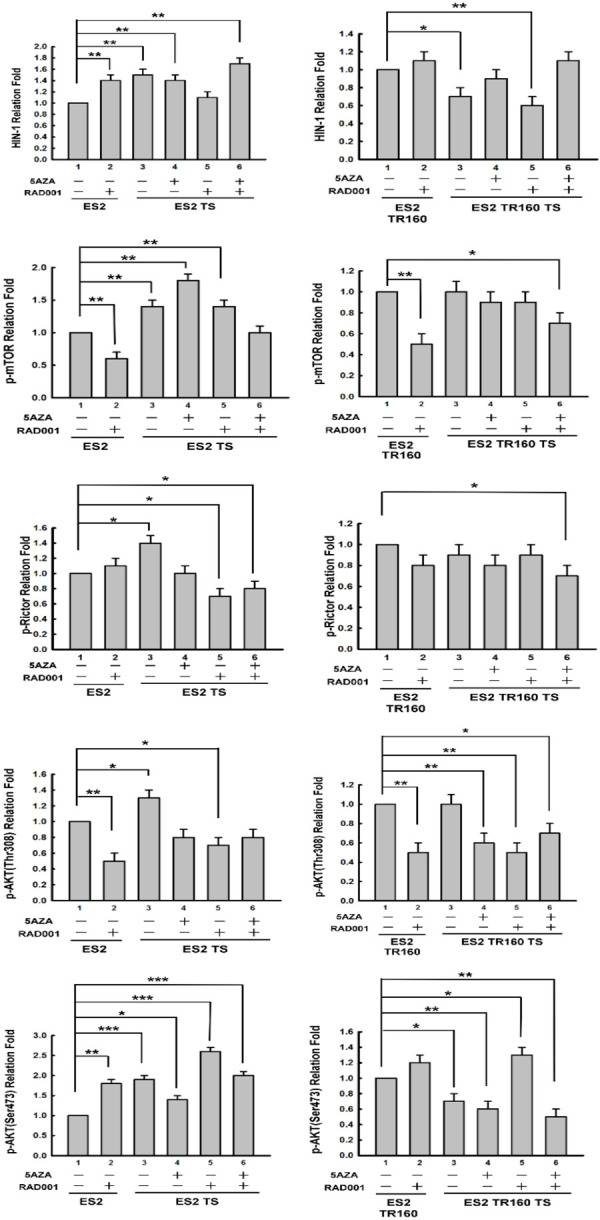 HIN-1 Relation Fold
2.0
1.8
1.6
1.4
1.2
1.0
0.8
0.6
0.4
0.2
0.0
** ** ** **
1 2 3 4 5 6
5AZA — — — + — +
RAD001 — + — — + +
ES2 ES2 TS
HIN-1 Relation Fold
1.4
1.2
1.0
0.8
0.6
0.4
0.2
0.0
** *
1 2 3 4 5 6
5AZA — — — + — +
RAD001 — + — — + +
ES2 TR160 ES2 TR160 TS
p-mTOR Relation Fold
2.0
1.5
1.0
0.5
0.0
** ** ** **
1 2 3 4 5 6
5AZA — — — + — +
RAD001 — + — — + +
ES2 ES2 TS
p-mTOR Relation Fold
1.2
1.0
0.8
0.6
0.4
0.2
0.0
* **
1 2 3 4 5 6
5AZA — — — + — +
RAD001 — + — — + +
ES2 TR160 ES2 TR160 TS
p-Rictor Relation Fold
1.6
1.4
1.2
1.0
0.8
0.6
0.4
0.2
0.0
* * *
1 2 3 4 5 6
5AZA — — — + — +
RAD001 — + — — + +
ES2 ES2 TS
p-Rictor Relation Fold
1.2
1.0
0.8
0.6
0.4
0.2
0.0
*
1 2 3 4 5 6
5AZA — — — + — +
RAD001 — + — — + +
ES2 TR160 ES2 TR160 TS
p-AKT(Thr308) Relation Fold
1.6
1.4
1.2
1.0
0.8
0.6
0.4
0.2
0.0
* * **
1 2 3 4 5 6
5AZA — — — + — +
RAD001 — + — — + +
ES2 ES2 TS
p-AKT(Thr308) Relation Fold
1.2
1.0
0.8
0.6
0.4
0.2
0.0
* ** ** **
1 2 3 4 5 6
5AZA — — — + — +
RAD001 — + — — + +
ES2 TR160 ES2 TR160 TS
p-AKT(Ser473) Relation Fold
3.0
2.0
1.0
0.0
*** *** * *** **
1 2 3 4 5 6
5AZA — — — + — +
RAD001 — + — — + +
ES2 ES2 TS
p-AKT(Ser473) Relation Fold
1.6
1.4
1.2
1.0
0.8
0.6
0.4
0.2
0.0
** * ** *
1 2 3 4 5 6
5AZA — — — + — +
RAD001 — + — — + +
ES2 TR160 ES2 TR160 TS